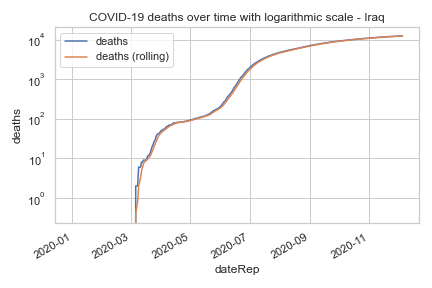 COVID-19 deaths over time with logarithmic scale - Iraq
deaths
deaths (rolling)
10⁴
10³
10²
10¹
10⁰
deaths
2020-01
2020-03
2020-05
2020-07
2020-09
2020-11
dateRep